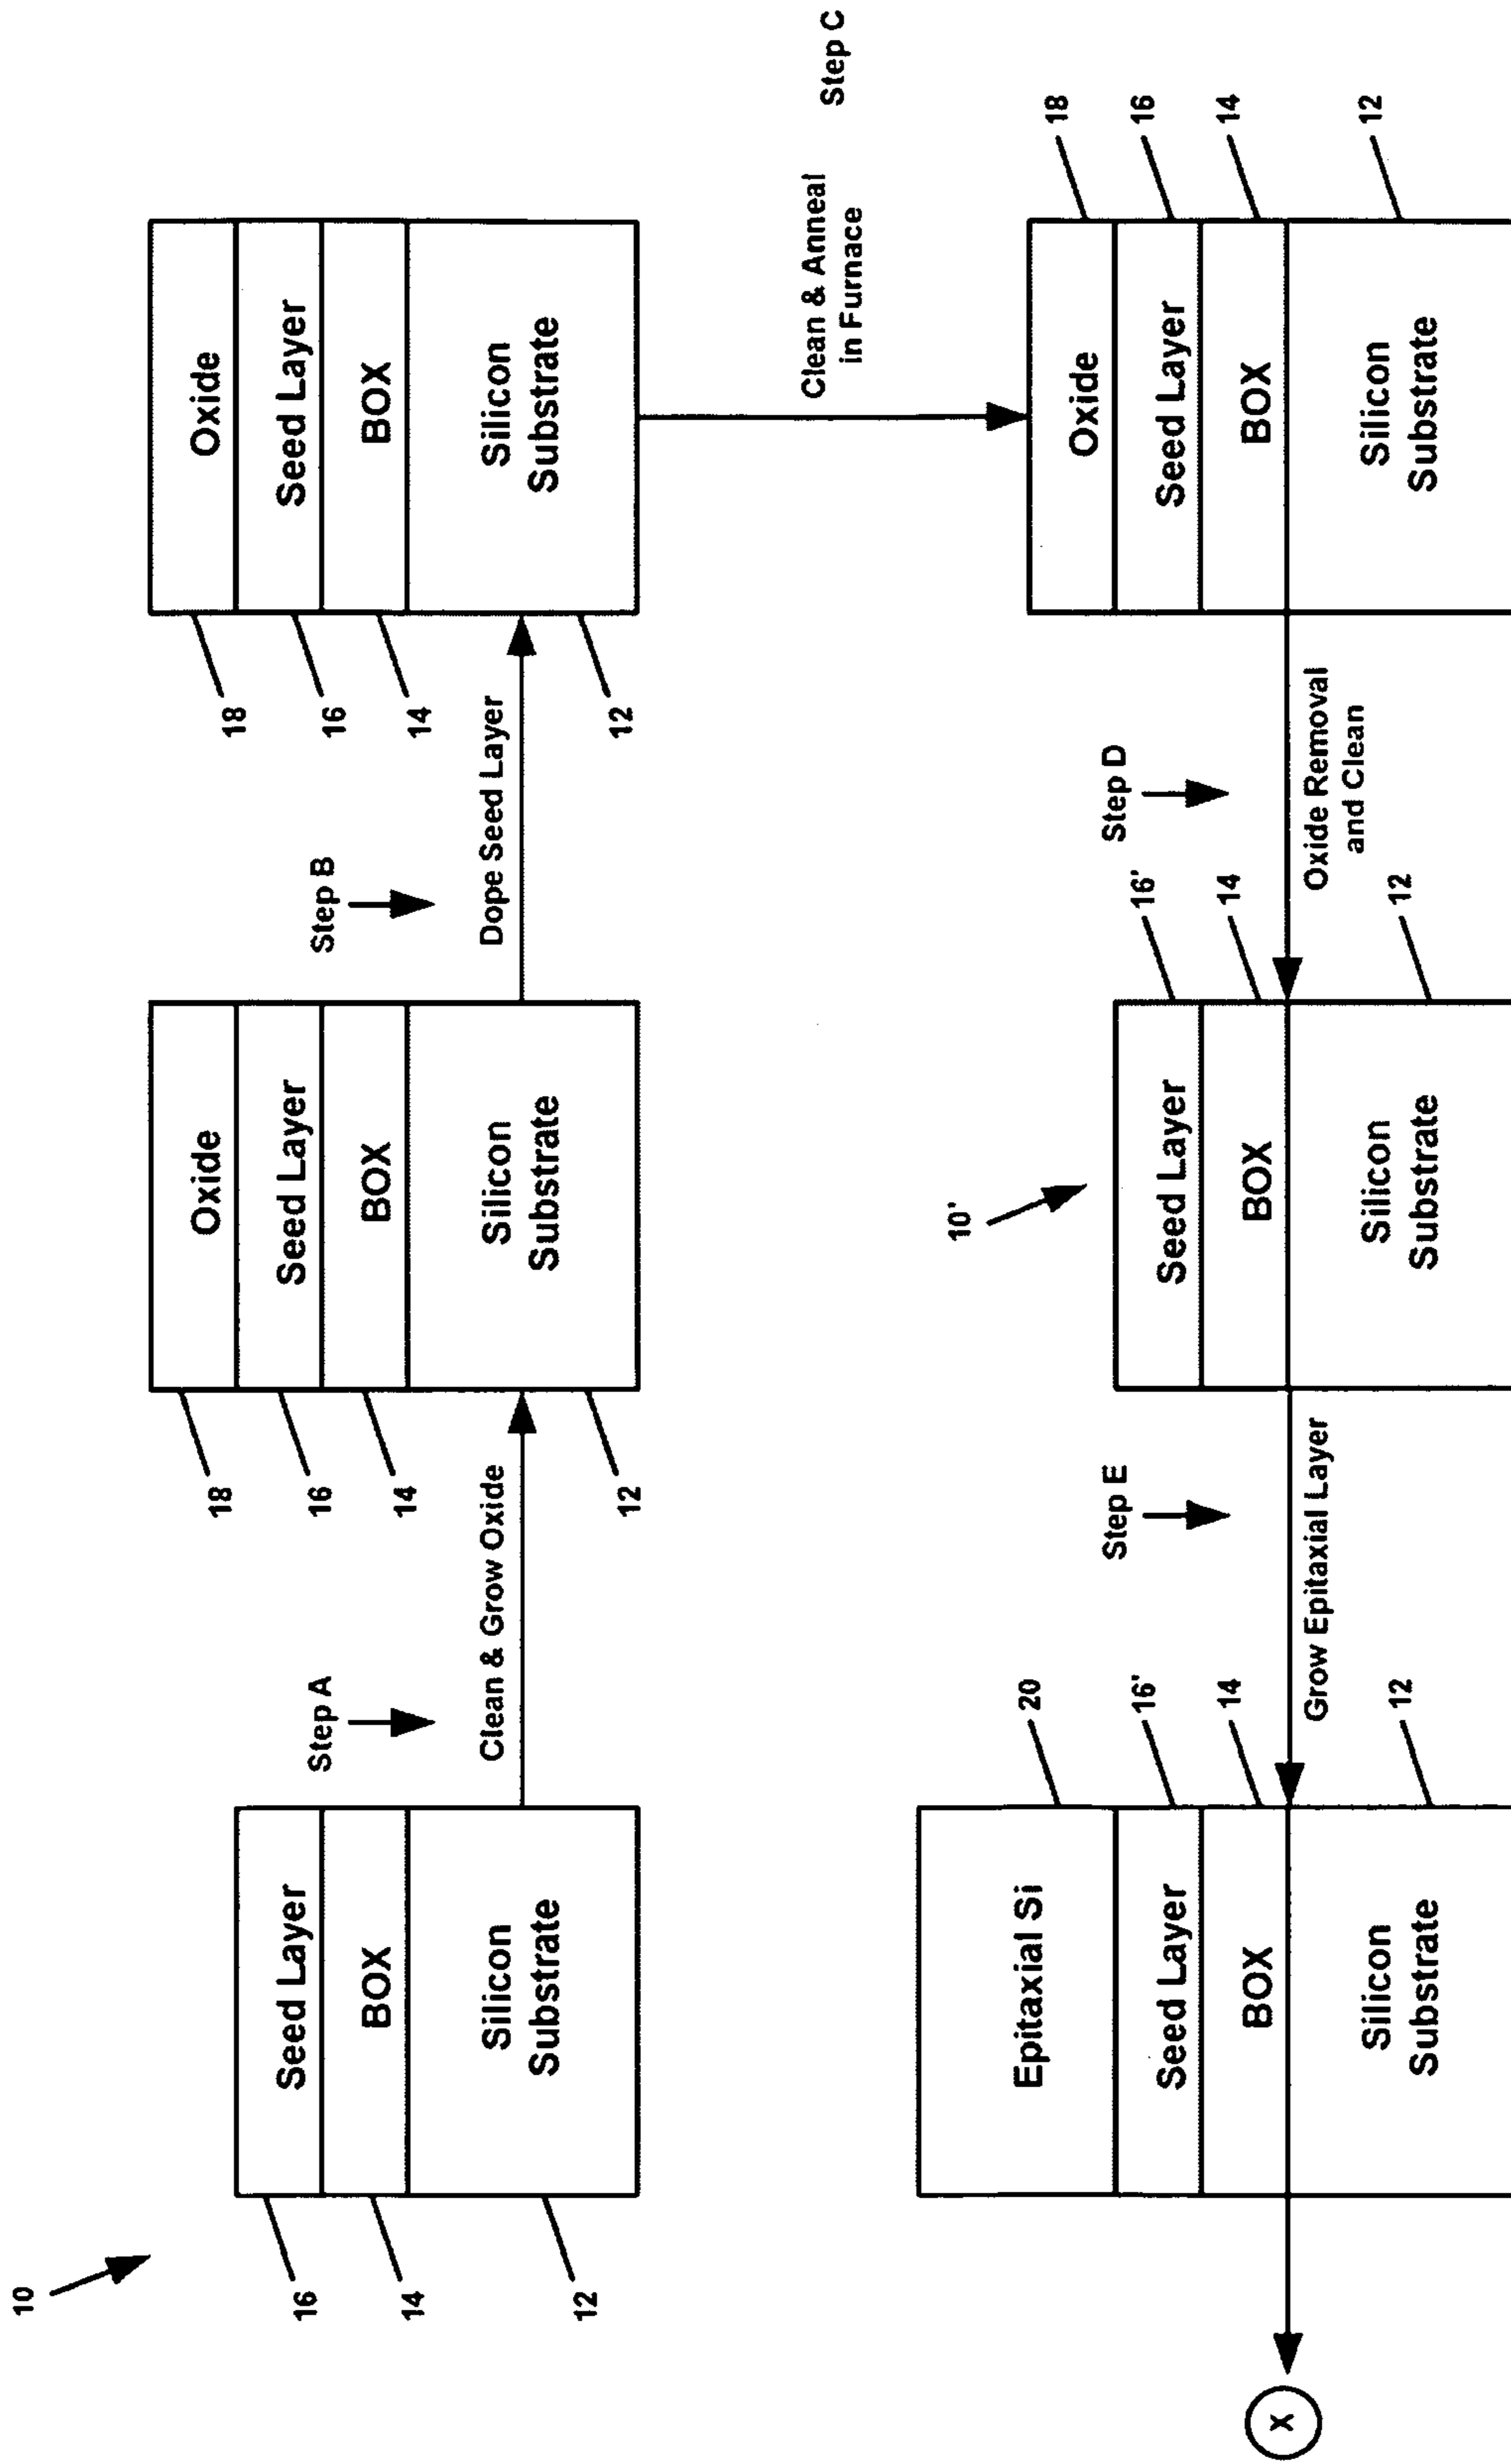 10
Seed Layer
BOX
Silicon
Substrate
16
14
12
Step A
Clean & Grow Oxide
Oxide
Seed Layer
BOX
Silicon
Substrate
18
16
14
12
Step B
Dope Seed Layer
Oxide
Seed Layer
BOX
Silicon
Substrate
18
16
14
12
Clean & Anneal
in Furnace
Step C
Oxide
Seed Layer
BOX
Silicon
Substrate
18
16
14
12
Step D
Oxide Removal
and Clean
10'
Seed Layer
BOX
Silicon
Substrate
16'
14
12
Step E
Grow Epitaxial Layer
Epitaxial Si
Seed Layer
BOX
Silicon
Substrate
20
16'
14
12
X